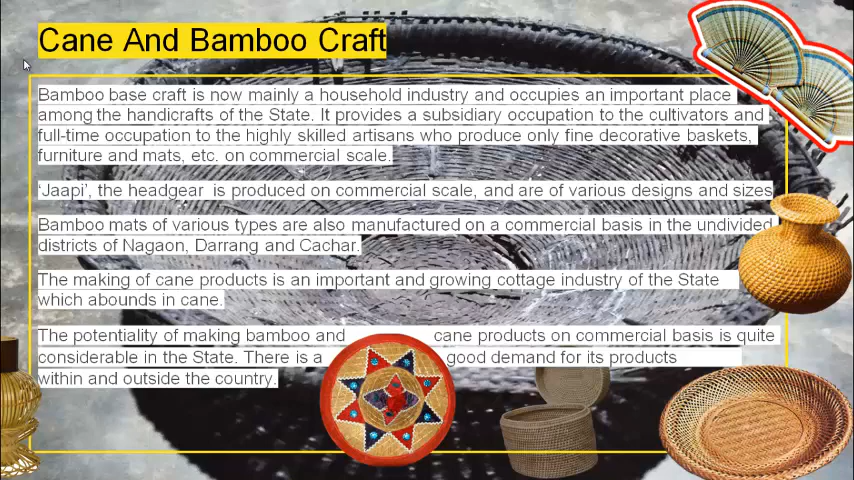 Cane And Bamboo Craft
Bamboo base craft is now mainly a household industry and occupies an important place
among the handicrafts of the State. It provides a subsidiary occupation to the cultivators and
full-time occupation to the highly skilled artisans who produce only fine decorative baskets,
furniture and mats, etc. on commercial scale.
‘Jaapi’, the headgear is produced on commercial scale, and are of various designs and sizes
Bamboo mats of various types are also manufactured on a commercial basis in the undivided
districts of Nagaon, Darrang and Cachar.
The making of cane products is an important and growing cottage industry of the State
which abounds in cane.
The potentiality of making bamboo and cane products on commercial basis is quite
considerable in the State. There is a good demand for its products
within and outside the country.